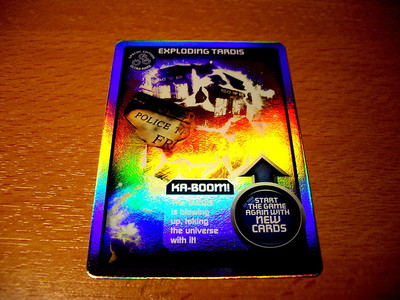 EXPLODING TARDIS
POLICE T
FR
KA-BOOM!
The TARDIS
is blowing
up, taking
the universe
with it!
START
THE GAME
AGAIN WITH
NEW
CARDS